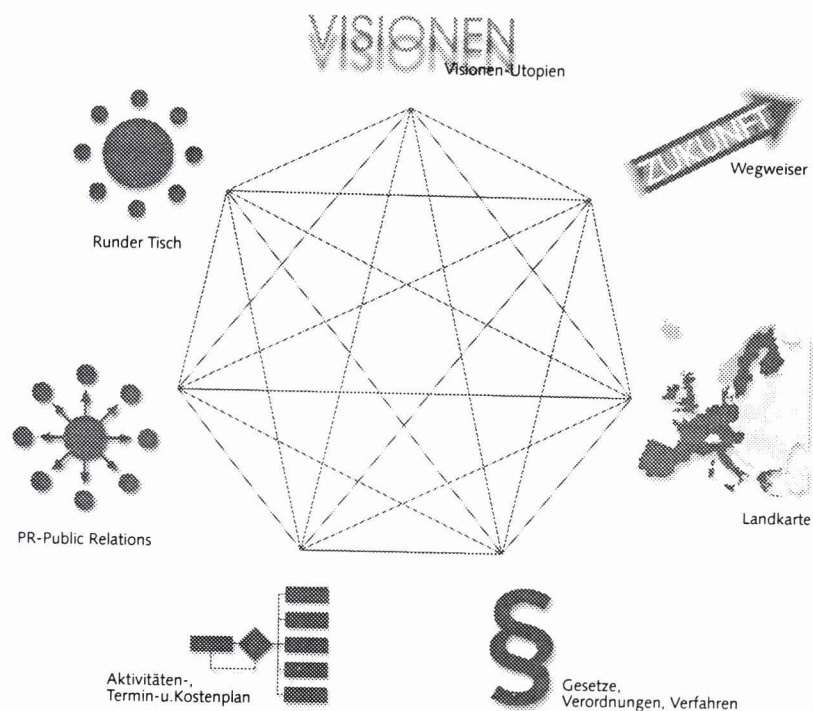 VISIONEN
Visionen-Utopien
ZUKUNFT
Wegweiser
Runder Tisch
Landkarte
PR-Public Relations
§
Aktivitäten-,
Termin-u.Kostenplan
Gesetze,
Verordnungen, Verfahren